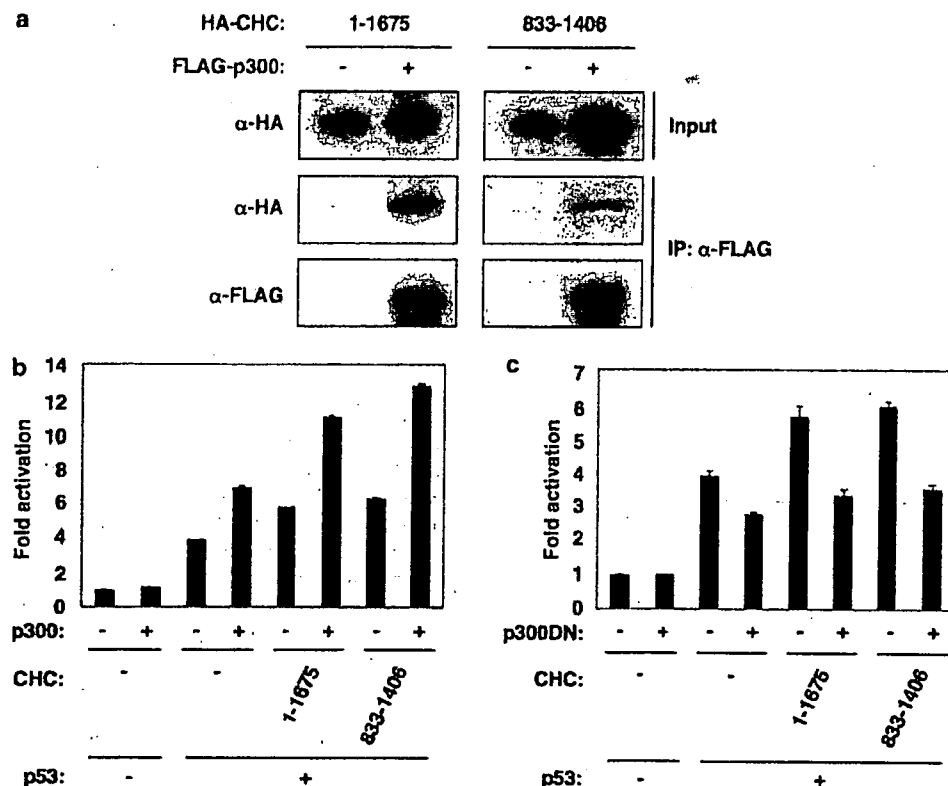 a
HA-CHC: 1-1675 833-1406
FLAG-p300: - + - +
α-HA Input
α-HA
IP: α-FLAG
α-FLAG
b
Fold activation
14
12
10
8
6
4
2
0
p300: - + - + - + - +
CHC: - - 1-1675 833-1406
p53: - +
c
Fold activation
7
6
5
4
3
2
1
0
p300DN: - + - + - + - +
CHC: - - 1-1675 833-1406
p53: - +